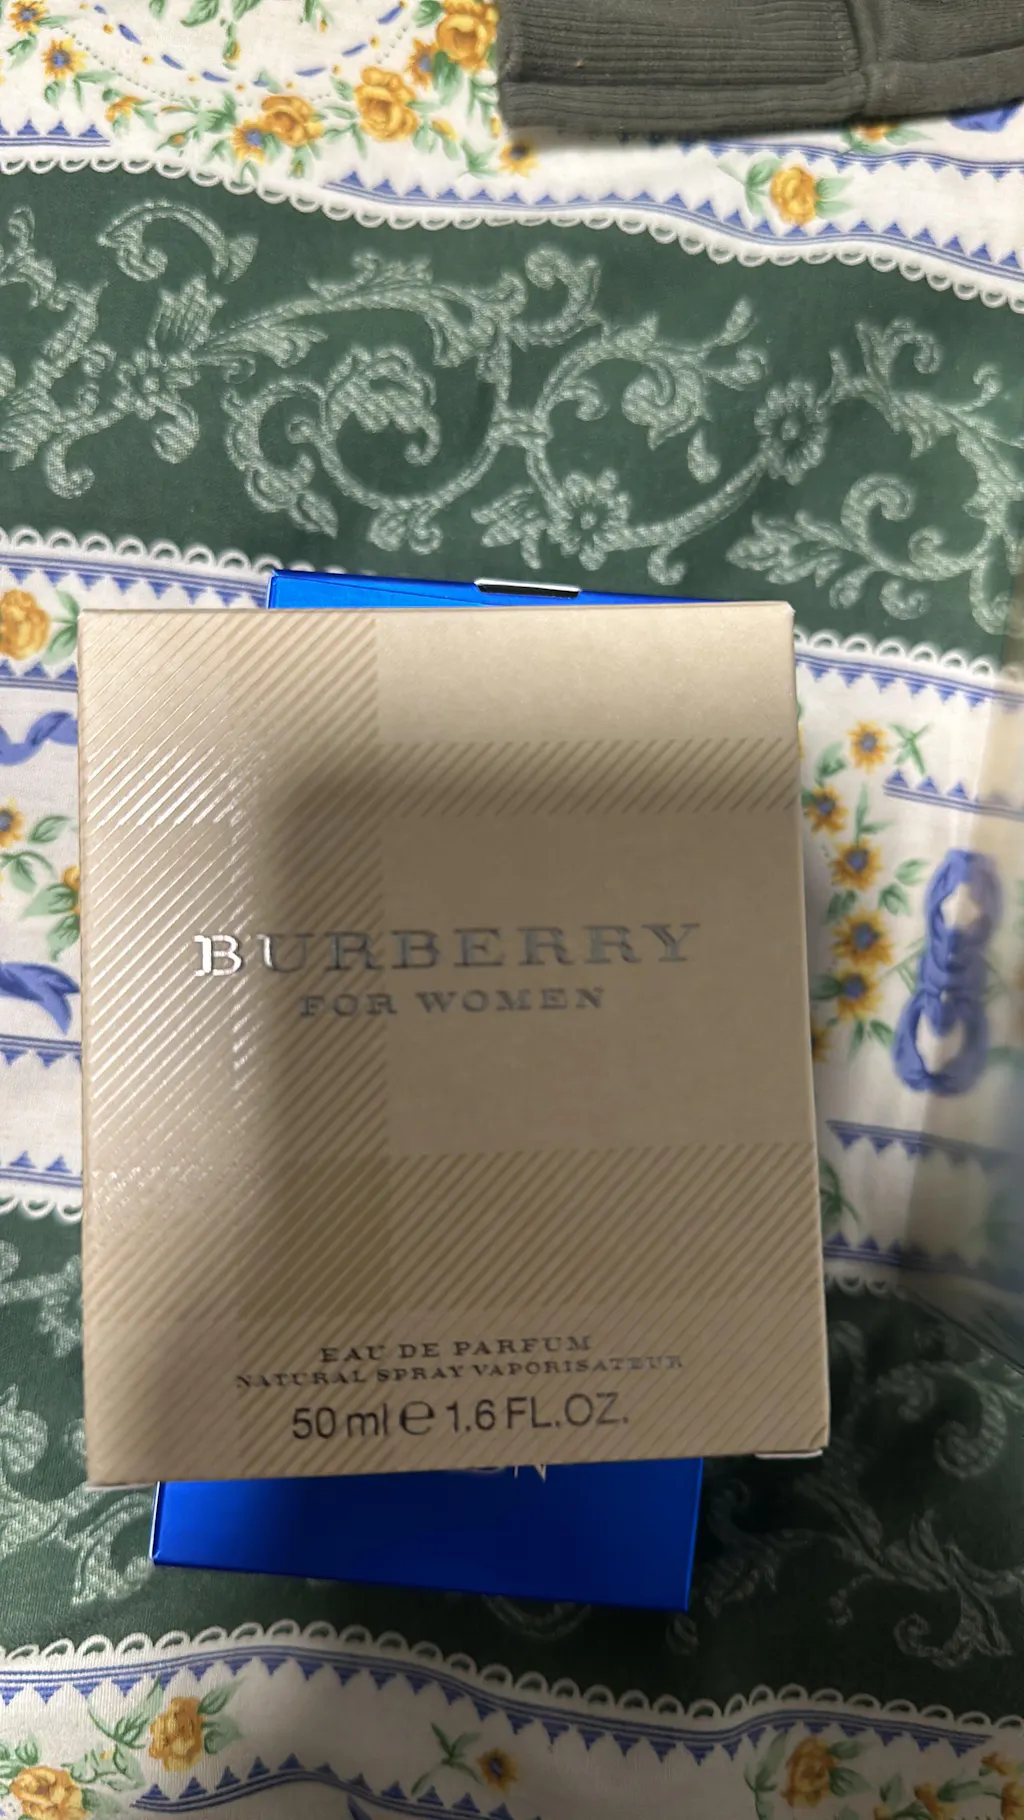 BURBERRY
FOR WOMEN
EAU DE PARFUM
NATURAL SPRAY VAPORISATEUR
50 ml e 1.6 FL.OZ.